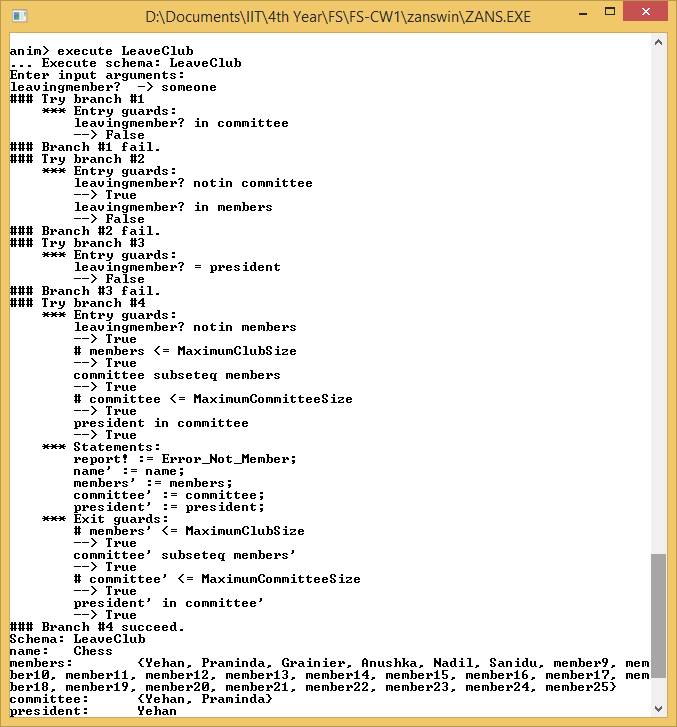 D:\Documents\IIT\4th Year\FS\FS-CW1\zanswin\ZANS.EXE
anim> execute LeaveClub
... Execute schema: LeaveClub
Enter input arguments:
leavingmember?  -> someone
### Try branch #1
    *** Entry guards:
        leavingmember? in committee
        --> False
### Branch #1 fail.
### Try branch #2
    *** Entry guards:
        leavingmember? notin committee
        --> True
        leavingmember? in members
        --> False
### Branch #2 fail.
### Try branch #3
    *** Entry guards:
        leavingmember? = president
        --> False
### Branch #3 fail.
### Try branch #4
    *** Entry guards:
        leavingmember? notin members
        --> True
        # members <= MaximumClubSize
        --> True
        committee subseteq members
        --> True
        # committee <= MaximumCommitteeSize
        --> True
        president in committee
        --> True
    *** Statements:
        report! := Error_Not_Member;
        name' := name;
        members' := members;
        committee' := committee;
        president' := president;
    *** Exit guards:
        # members' <= MaximumClubSize
        --> True
        committee' subseteq members'
        --> True
        # committee' <= MaximumCommitteeSize
        --> True
        president' in committee'
        --> True
### Branch #4 succeed.
Schema: LeaveClub
name:   Chess
members:        {Yehan, Praminda, Grainier, Anushka, Nadil, Sanidu, member9, mem
ber10, member11, member12, member13, member14, member15, member16, member17, mem
ber18, member19, member20, member21, member22, member23, member24, member25}
committee:      {Yehan, Praminda}
president:      Yehan